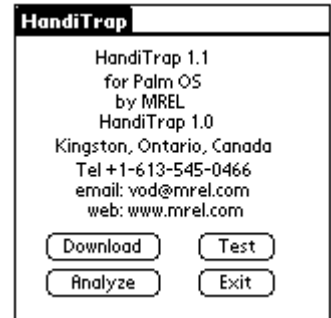 HandiTrap
HandiTrap 1.1
for Palm OS
by MREL
HandiTrap 1.0
Kingston, Ontario, Canada
Tel +1-613-545-0466
email: vod@mrel.com
web: www.mrel.com
Download Test
Analyze Exit